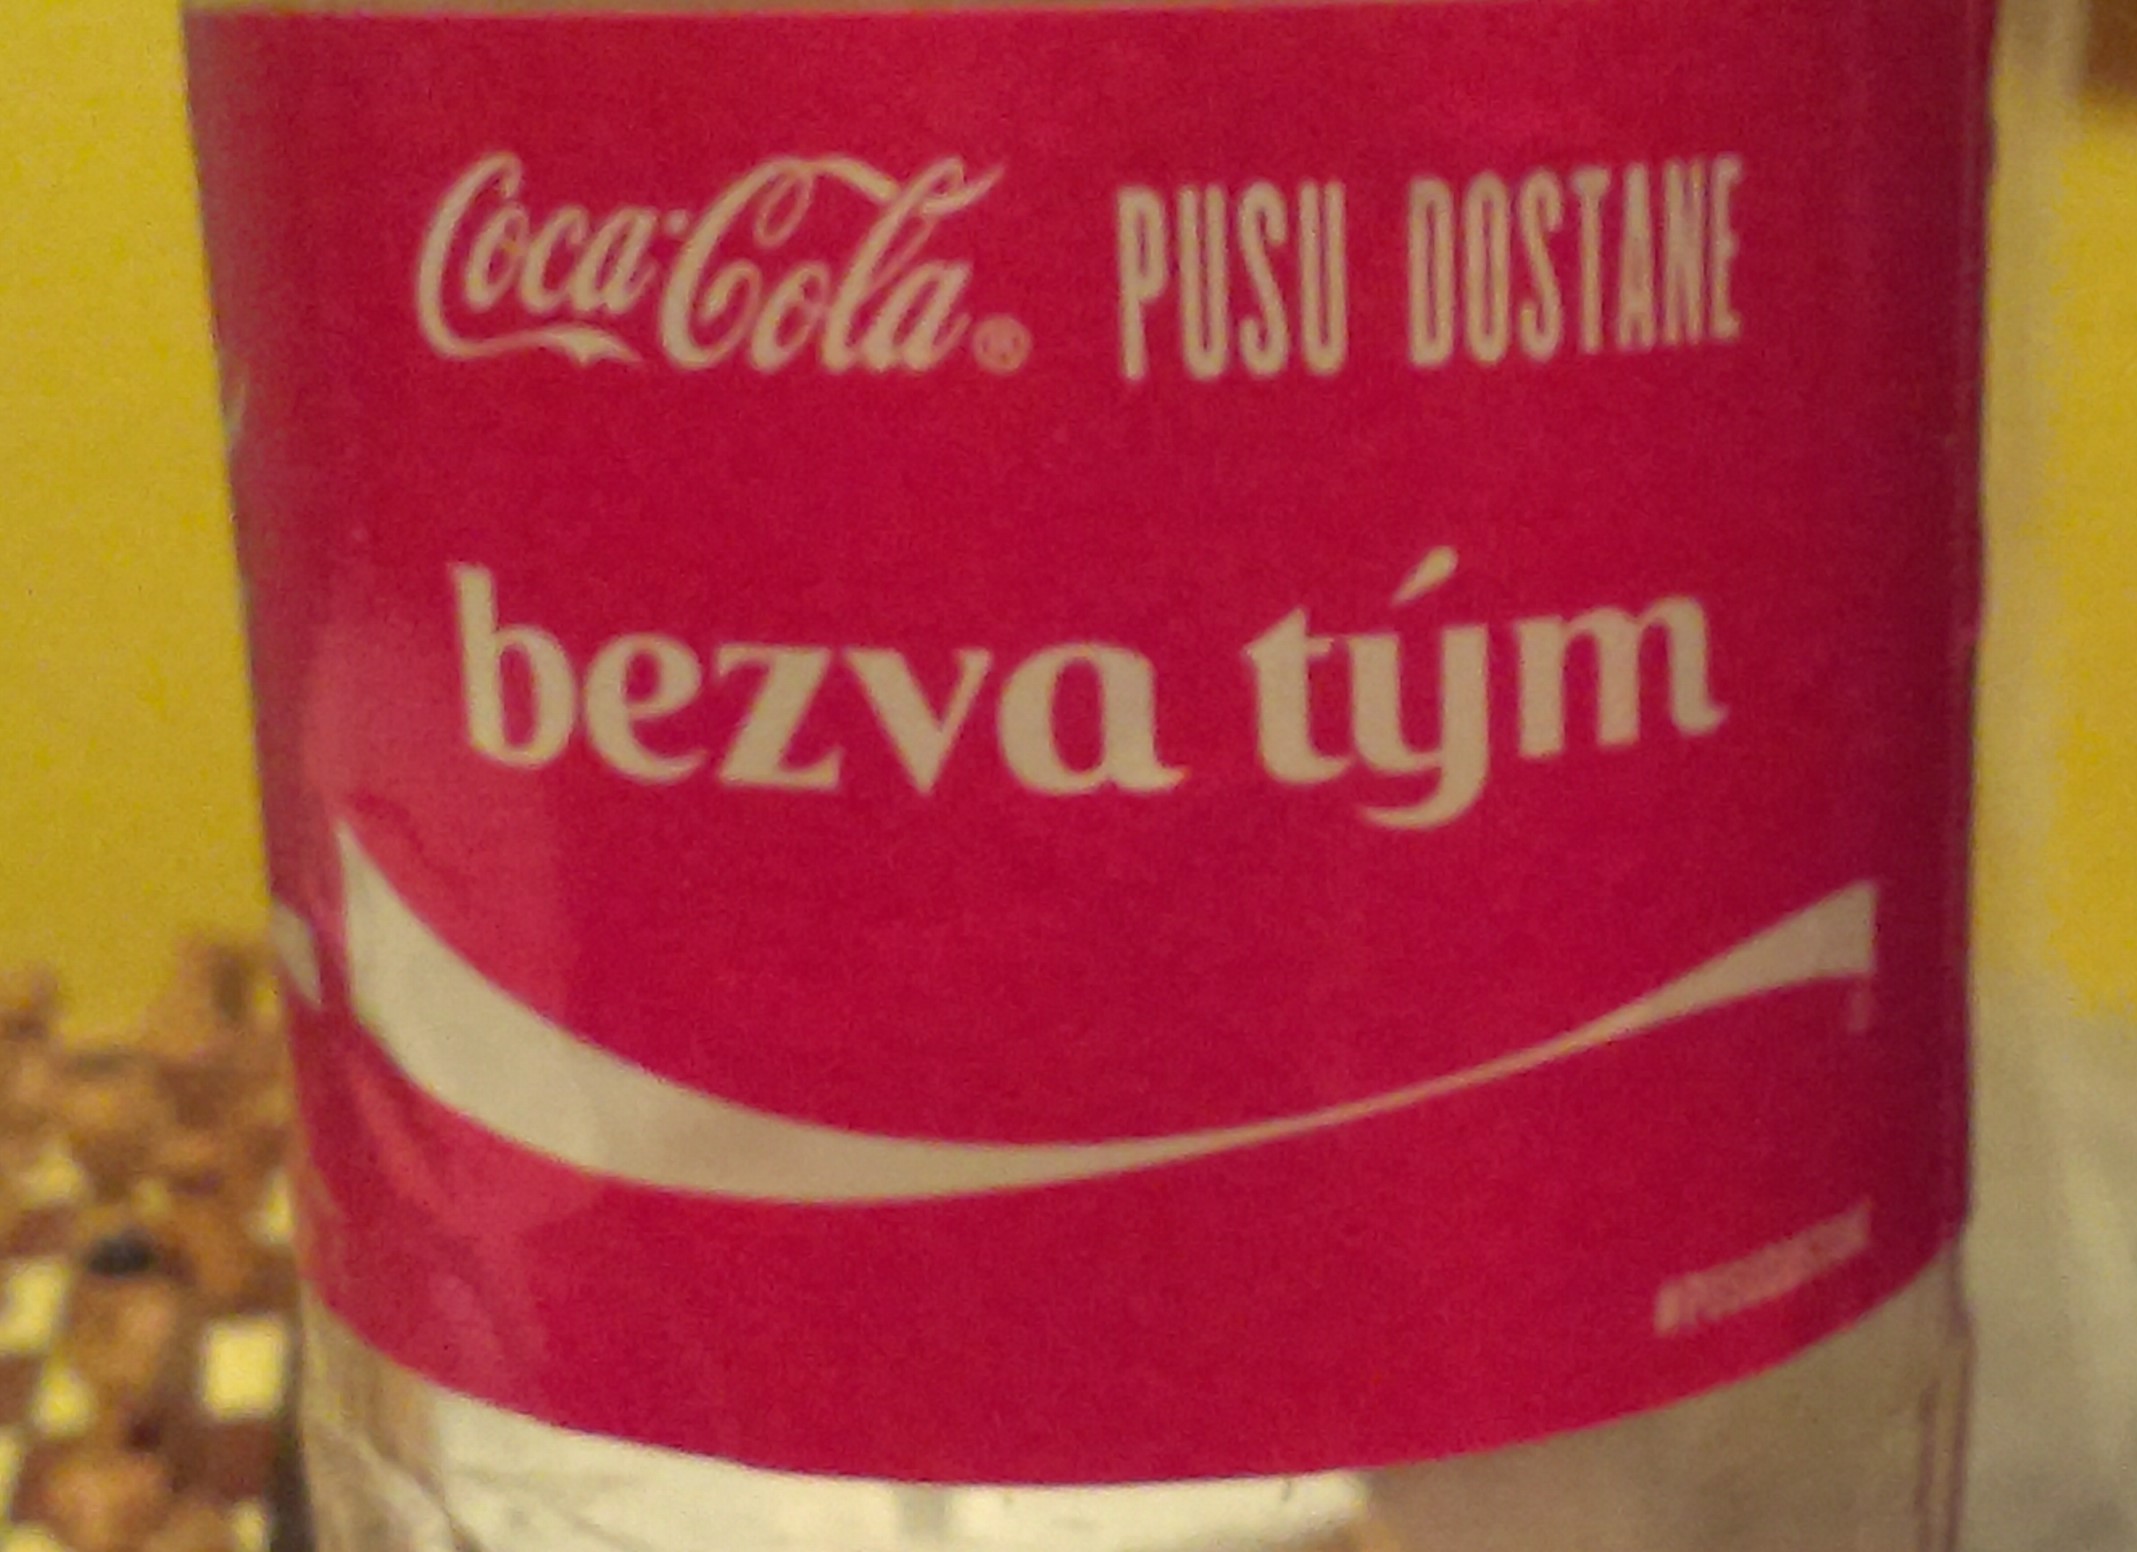 Coca-Cola® PUSU DOSTANE
bezva tým